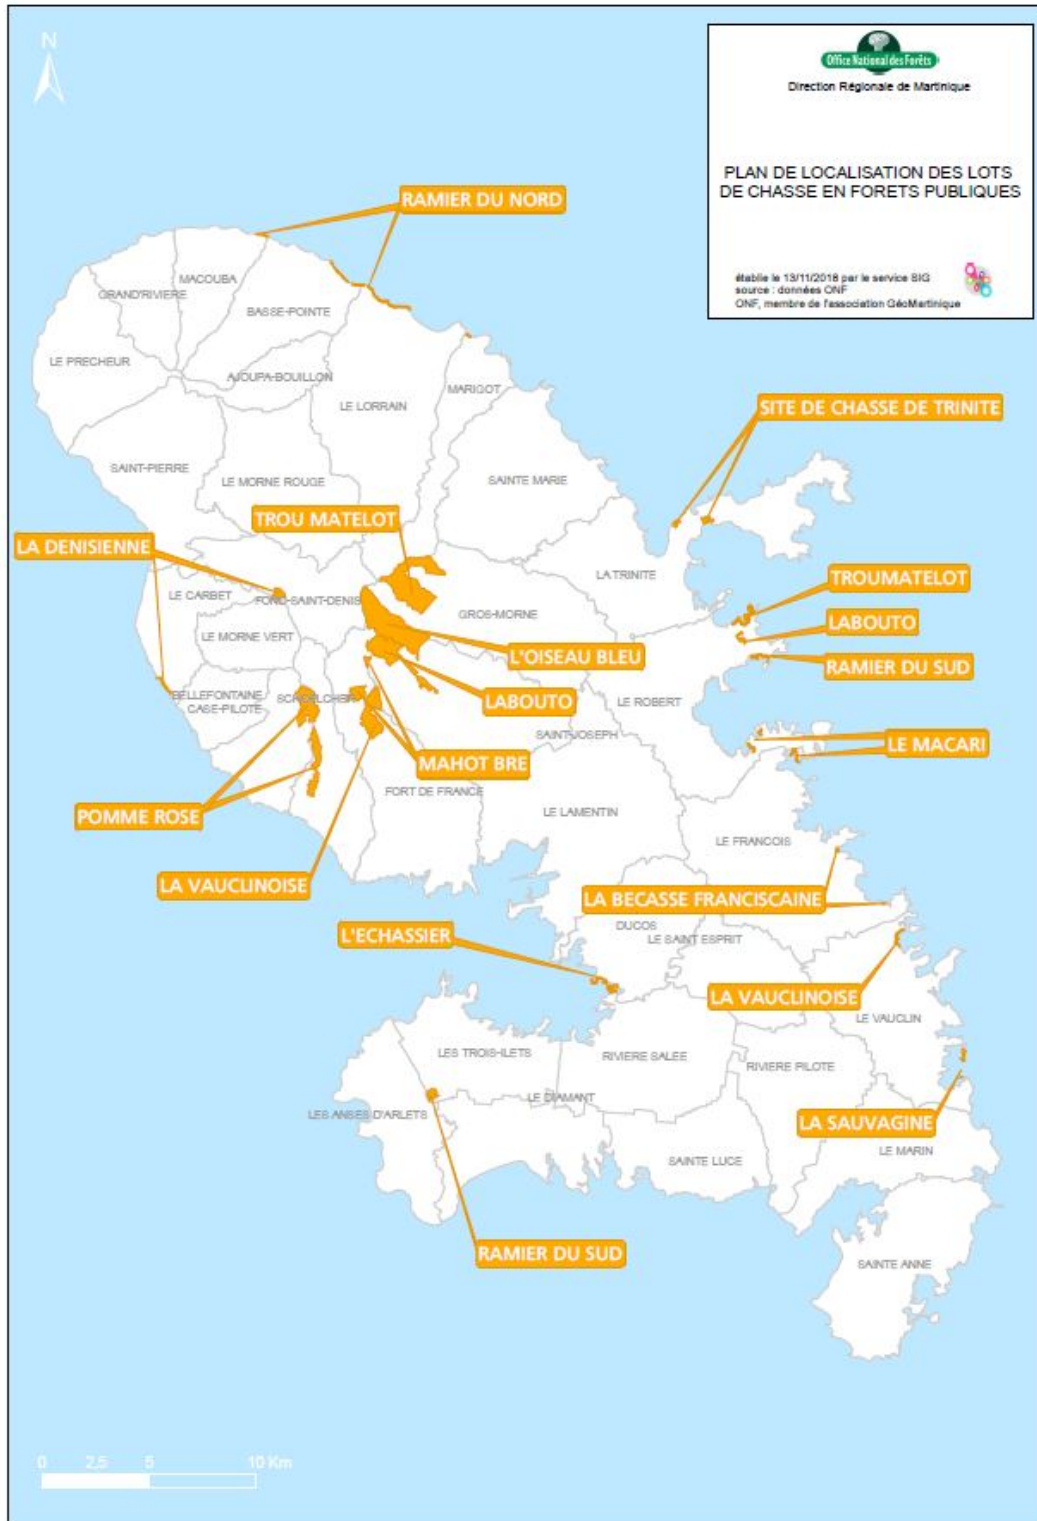 N
Office National des Forêts
Direction Régionale de Martinique
PLAN DE LOCALISATION DES LOTS
DE CHASSE EN FORETS PUBLIQUES
établie le 13/11/2018 par le service SIG
source : données ONF
ONF, membre de l'association GéoMartinique
RAMIER DU NORD
MACOUBA
GRAND'RIVIERE
BASSE-POINTE
LE PRECHEUR
AJOUPA-BOUILLON
MARIGOT
LE LORRAIN
SITE DE CHASSE DE TRINITE
SAINT-PIERRE
LE MORNE ROUGE
SAINTE MARIE
TROU MATELOT
LA DENISIENNE
LA TRINITE
TROUMATELOT
LE CARBET
FOND-SAINT-DENIS
GROS-MORNE
LABOUTO
LE MORNE VERT
L'OISEAU BLEU
RAMIER DU SUD
BELLEFONTAINE
SCHOELCHER
CASE-PILOTE
LABOUTO
LE ROBERT
SAINT-JOSEPH
LE MACARI
MAHOT BRE
FORT DE FRANCE
POMME ROSE
LE LAMENTIN
LE FRANCOIS
LA VAUCLINOISE
LA BECASSE FRANCISCAINE
DUCOS
L'ECHASSIER
LE SAINT ESPRIT
LA VAUCLINOISE
LE VAUCLIN
LES TROIS-ILETS
RIVIERE SALEE
RIVIERE PILOTE
LE DIAMANT
LES ANSES D'ARLETS
LA SAUVAGINE
LE MARIN
SAINTE LUCE
RAMIER DU SUD
SAINTE ANNE
0 2,5 5 10 Km